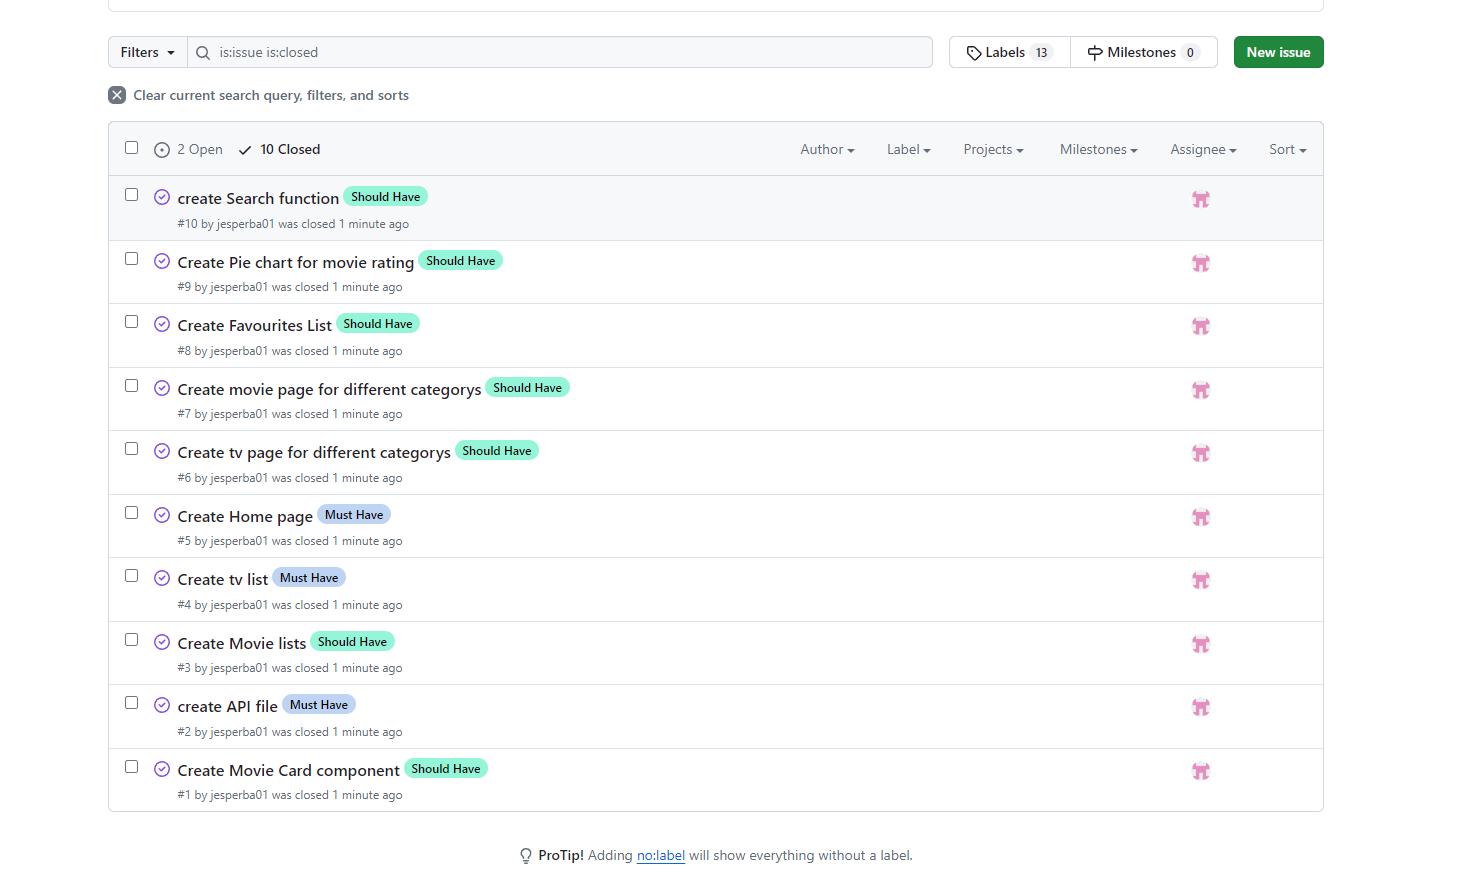 Filters is:issue is:closed Labels 13 Milestones 0 New issue
Clear current search query, filters, and sorts
2 Open 10 Closed Author Label Projects Milestones Assignee Sort
create Search function Should Have
#10 by jesperba01 was closed 1 minute ago
Create Pie chart for movie rating Should Have
#9 by jesperba01 was closed 1 minute ago
Create Favourites List Should Have
#8 by jesperba01 was closed 1 minute ago
Create movie page for different categorys Should Have
#7 by jesperba01 was closed 1 minute ago
Create tv page for different categorys Should Have
#6 by jesperba01 was closed 1 minute ago
Create Home page Must Have
#5 by jesperba01 was closed 1 minute ago
Create tv list Must Have
#4 by jesperba01 was closed 1 minute ago
Create Movie lists Should Have
#3 by jesperba01 was closed 1 minute ago
create API file Must Have
#2 by jesperba01 was closed 1 minute ago
Create Movie Card component Should Have
#1 by jesperba01 was closed 1 minute ago
ProTip! Adding no:label will show everything without a label.